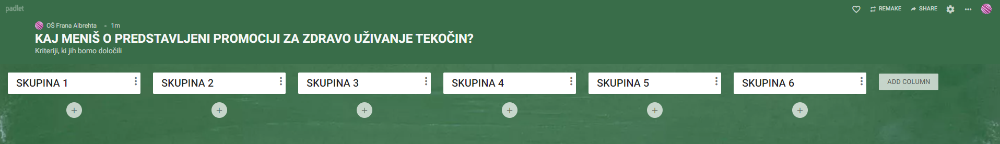 padlet
REMAKE
SHARE
OŠ Frana Albrehta • 1m
KAJ MENIŠ O PREDSTAVLJENI PROMOCIJI ZA ZDRAVO UŽIVANJE TEKOČIN?
Kriteriji, ki jih bomo določili
SKUPINA 1
SKUPINA 2
SKUPINA 3
SKUPINA 4
SKUPINA 5
SKUPINA 6
ADD COLUMN